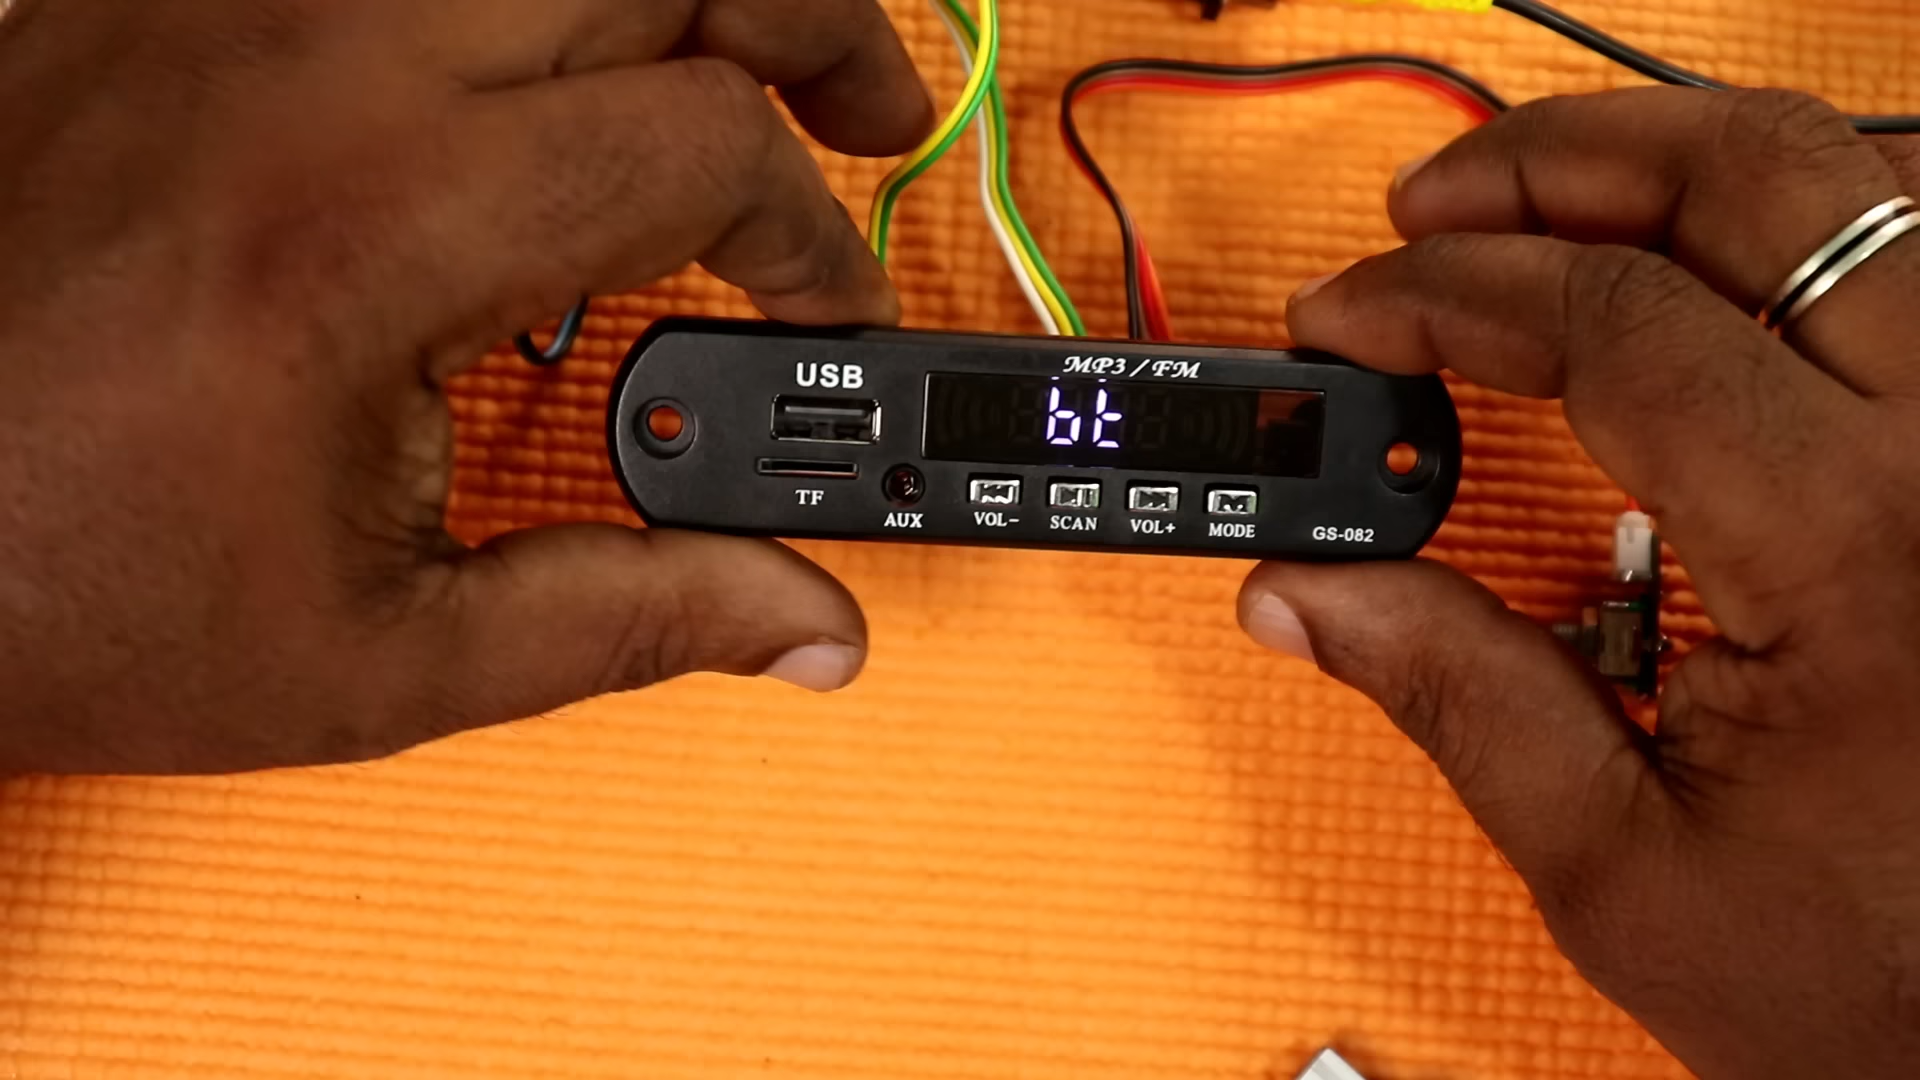 USB
MP3 / FM
bt
TF
AUX
VOL-
SCAN
VOL+
MODE
GS-082